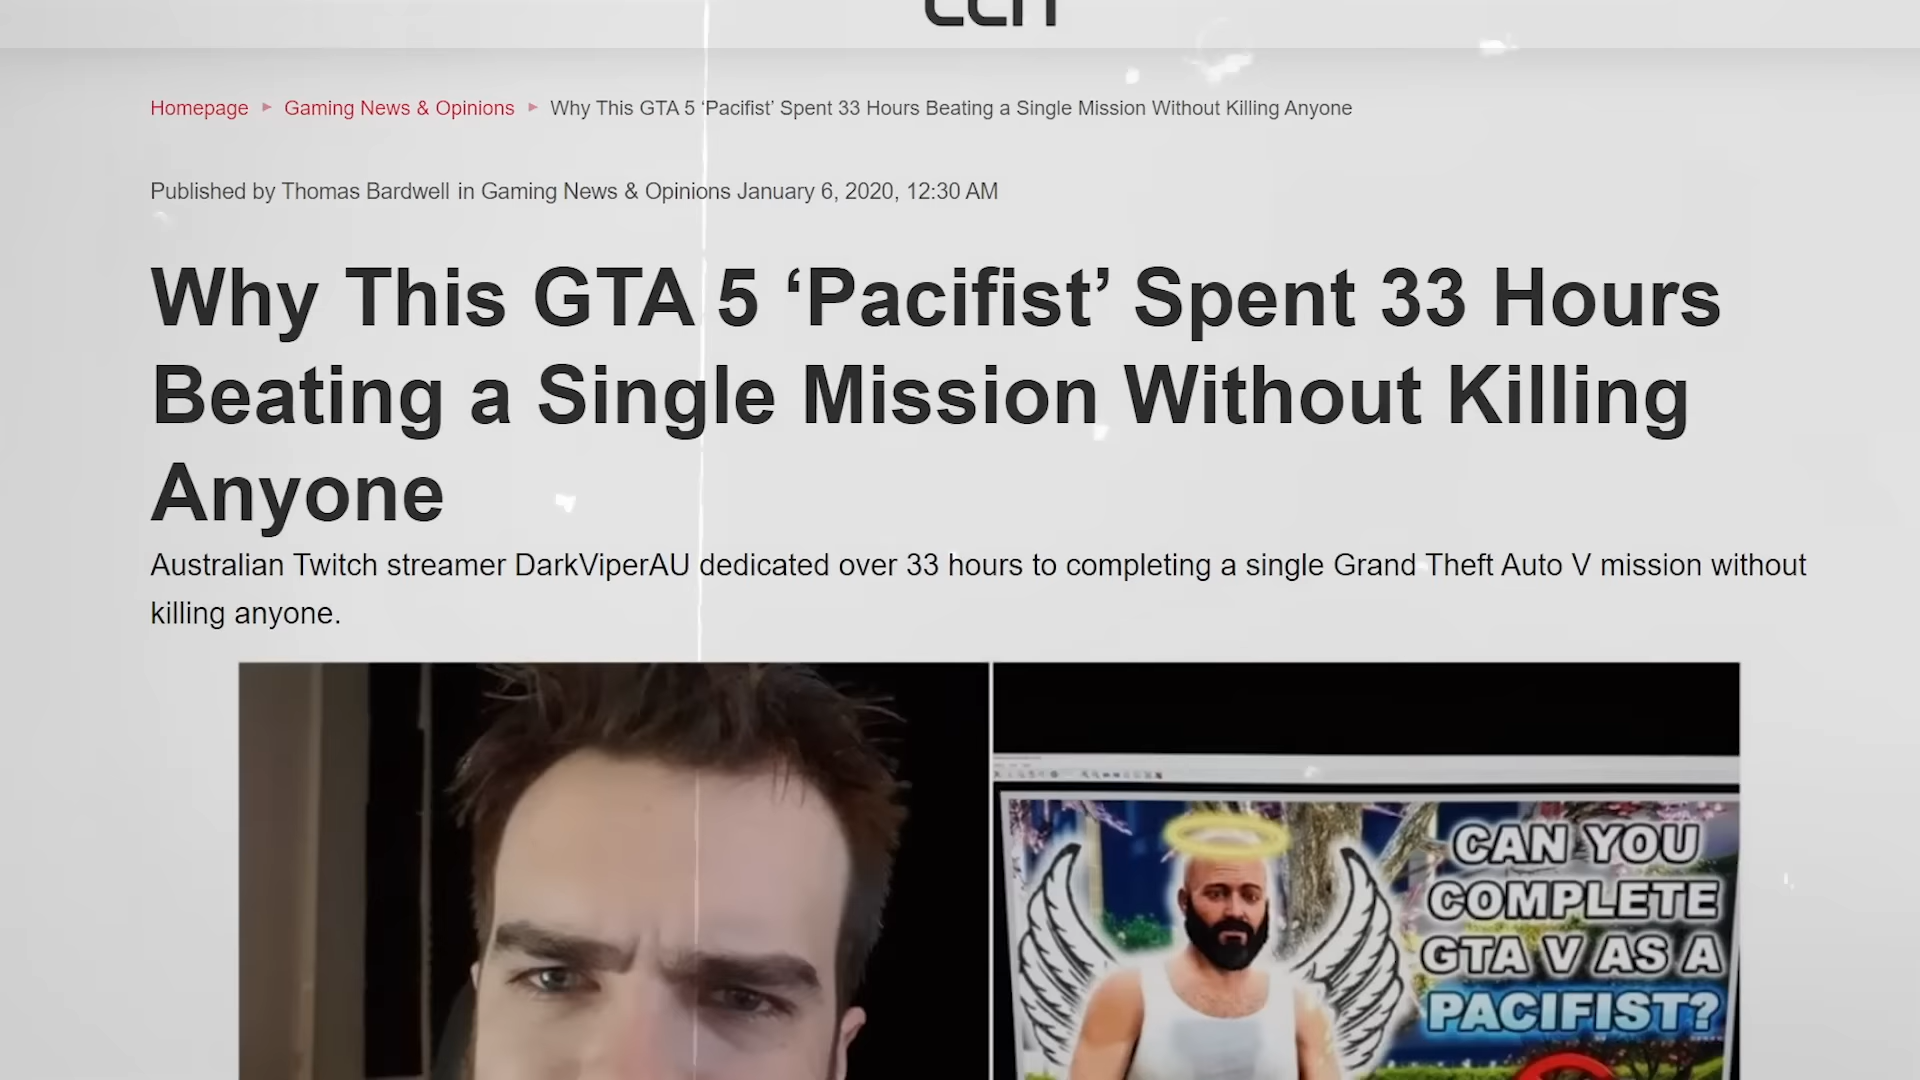 Homepage ► Gaming News & Opinions ► Why This GTA 5 ‘Pacifist’ Spent 33 Hours Beating a Single Mission Without Killing Anyone
Published by Thomas Bardwell in Gaming News & Opinions January 6, 2020, 12:30 AM
Why This GTA 5 ‘Pacifist’ Spent 33 Hours
Beating a Single Mission Without Killing
Anyone
Australian Twitch streamer DarkViperAU dedicated over 33 hours to completing a single Grand Theft Auto V mission without
killing anyone.
CAN YOU
COMPLETE
GTA V AS A
PACIFIST?